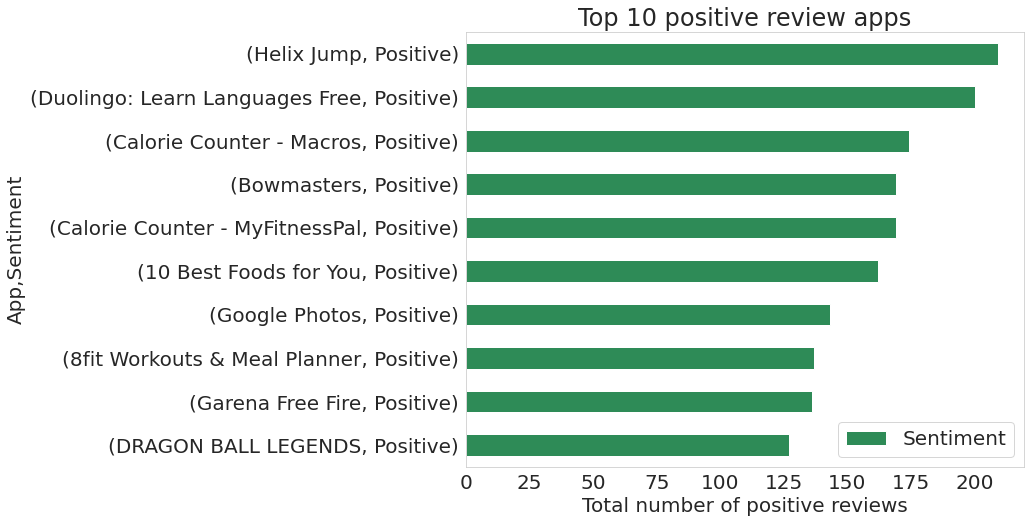 Top 10 positive review apps
App,Sentiment
(Helix Jump, Positive)
(Duolingo: Learn Languages Free, Positive)
(Calorie Counter - Macros, Positive)
(Bowmasters, Positive)
(Calorie Counter - MyFitnessPal, Positive)
(10 Best Foods for You, Positive)
(Google Photos, Positive)
(8fit Workouts & Meal Planner, Positive)
(Garena Free Fire, Positive)
(DRAGON BALL LEGENDS, Positive)
Sentiment
0 25 50 75 100 125 150 175 200
Total number of positive reviews